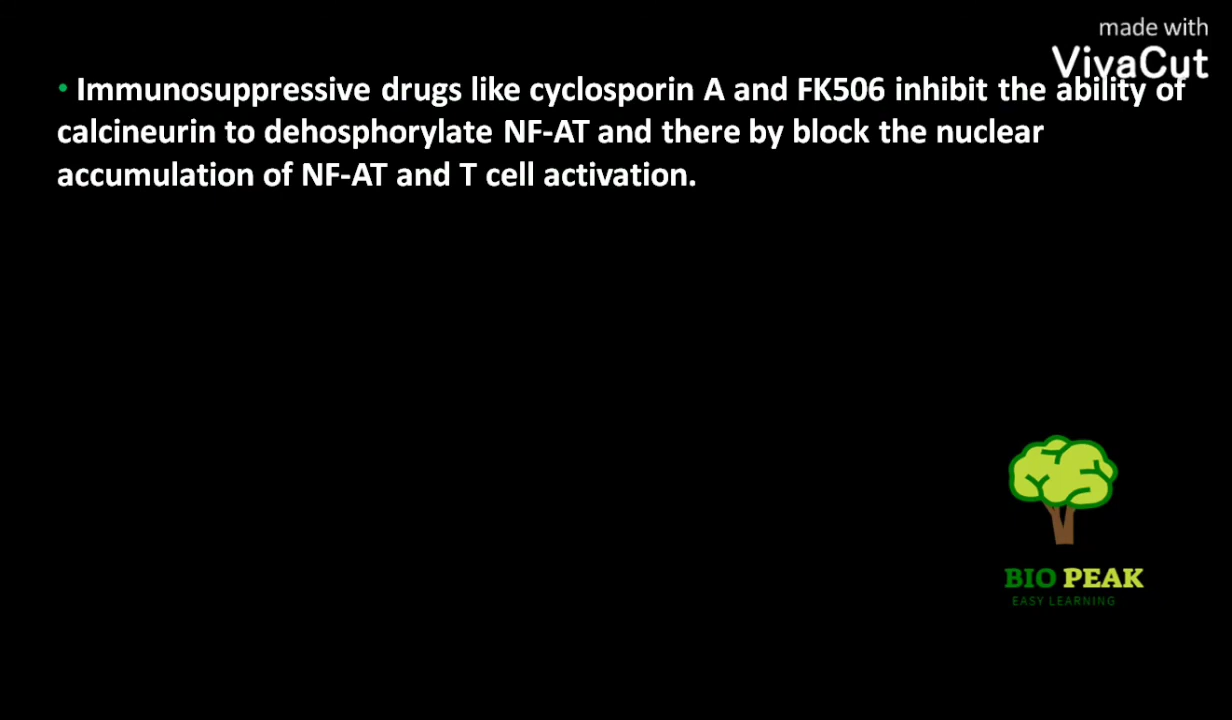 made with
VivaCut
• Immunosuppressive drugs like cyclosporin A and FK506 inhibit the ability of
calcineurin to dehosphorylate NF-AT and there by block the nuclear
accumulation of NF-AT and T cell activation.
BIO PEAK
EASY LEARNING